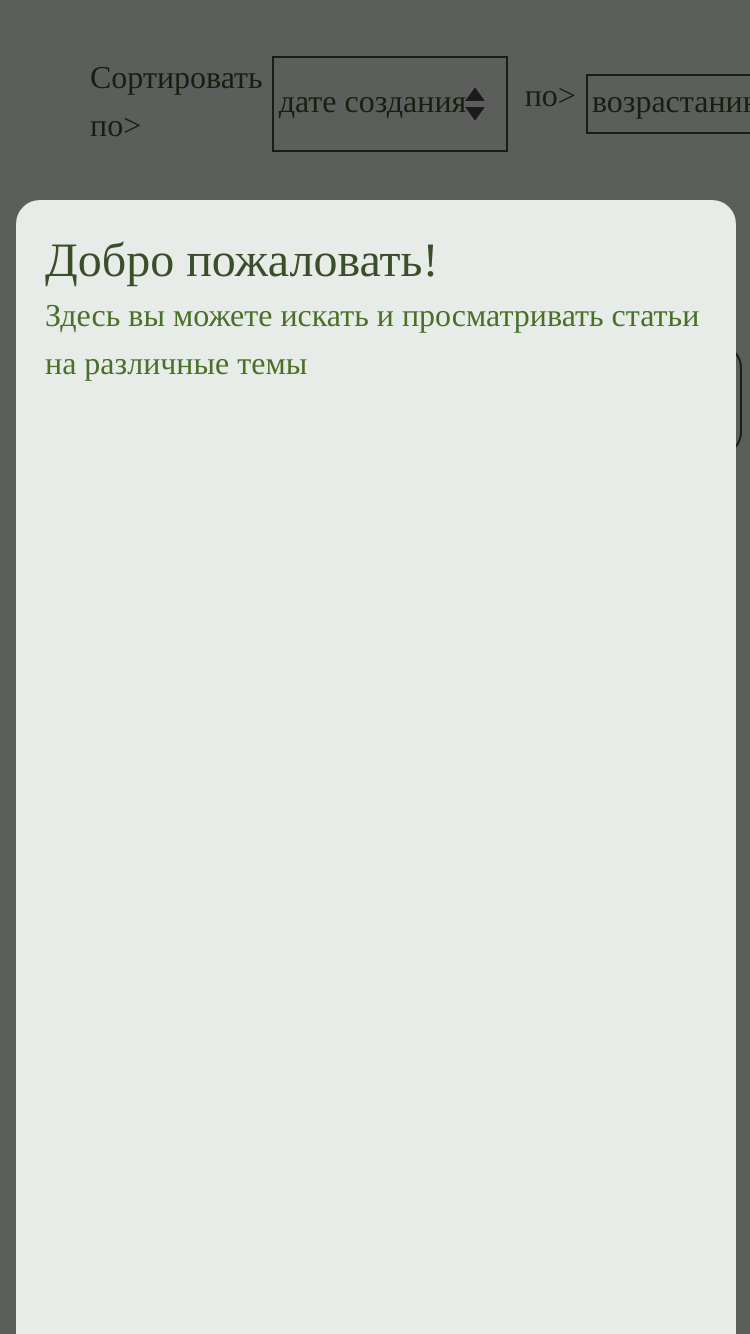 Сортировать
по>
дате создания
по>
Добро пожаловать!
Здесь вы можете искать и просматривать статьи
на различные темы